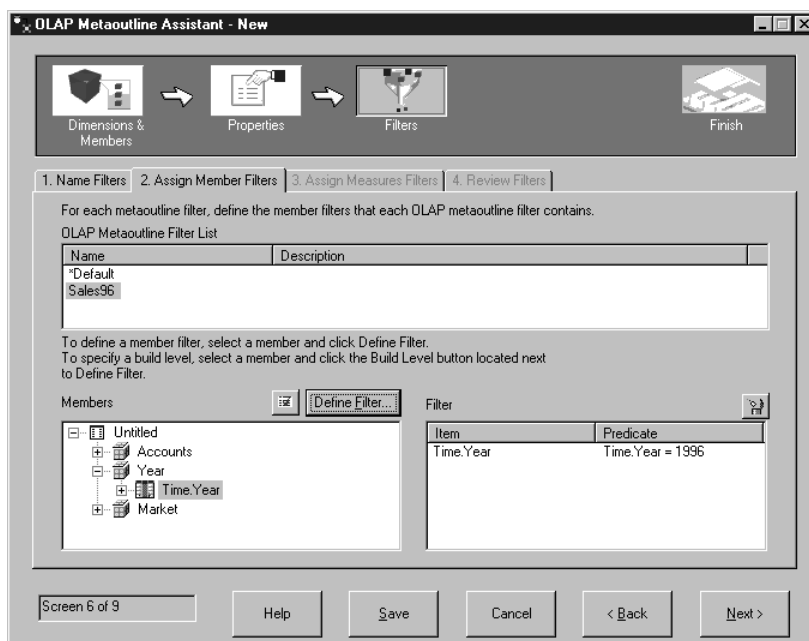 OLAP Metaoutline Assistant - New
Dimensions &
Members
Properties
Filters
Finish
1. Name Filters
2. Assign Member Filters
3. Assign Measures Filters
4. Review Filters
For each metaoutline filter, define the member filters that each OLAP metaoutline filter contains.
OLAP Metaoutline Filter List
Name Description
*Default
Sales96
To define a member filter, select a member and click Define Filter.
To specify a build level, select a member and click the Build Level button located next
to Define Filter.
Members
Define Filter...
Untitled
Accounts
Year
Time.Year
Market
Filter
Item Predicate
Time.Year Time.Year = 1996
Screen 6 of 9
Help
Save
Cancel
< Back
Next >